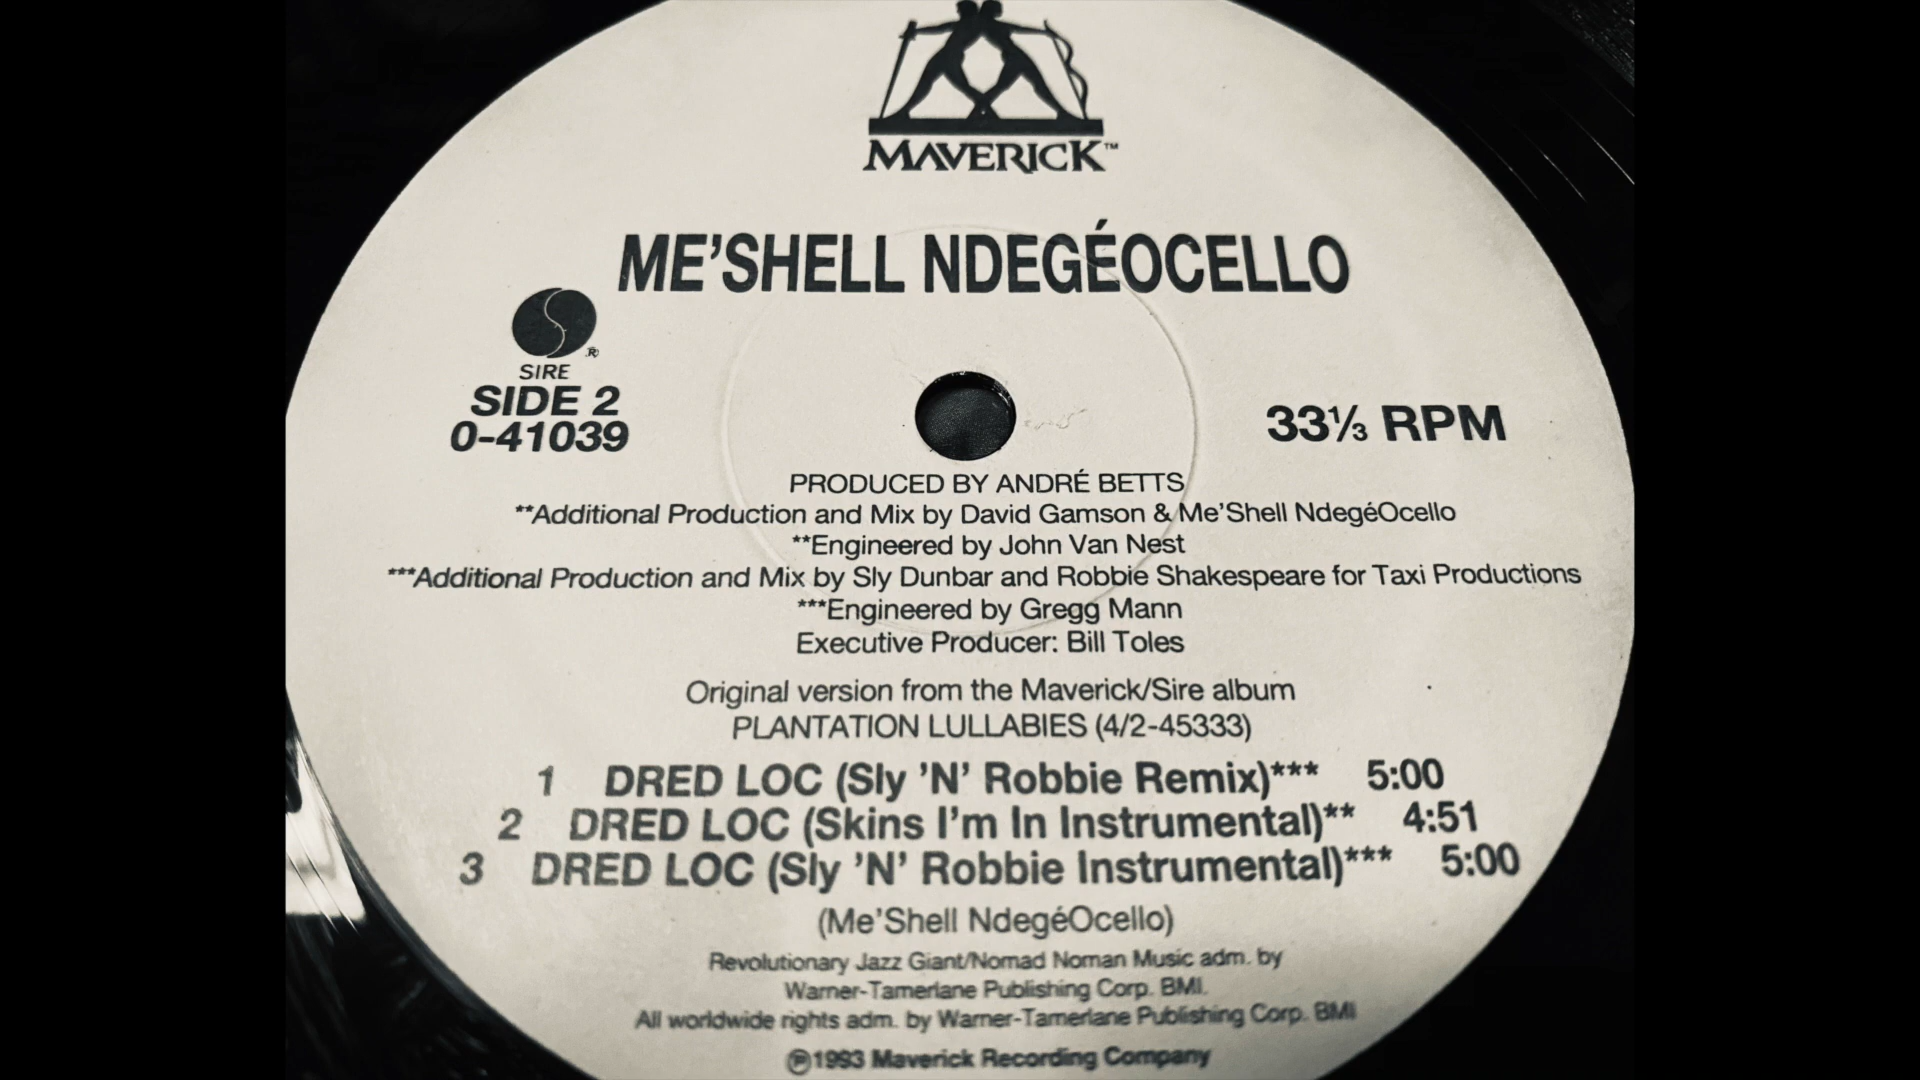 MAVERICK™
ME'SHELL NDEGÉOCELLO
SIRE ®
SIDE 2
0-41039
33⅓ RPM
PRODUCED BY ANDRÉ BETTS
**Additional Production and Mix by David Gamson & Me'Shell NdegéOcello
**Engineered by John Van Nest
***Additional Production and Mix by Sly Dunbar and Robbie Shakespeare for Taxi Productions
***Engineered by Gregg Mann
Executive Producer: Bill Toles
Original version from the Maverick/Sire album
PLANTATION LULLABIES (4/2-45333)
1 DRED LOC (Sly 'N' Robbie Remix)*** 5:00
2 DRED LOC (Skins I'm In Instrumental)** 4:51
3 DRED LOC (Sly 'N' Robbie Instrumental)*** 5:00
(Me'Shell NdegéOcello)
Revolutionary Jazz Giant/Nomad Noman Music adm. by
Warner-Tamerlane Publishing Corp. BMI.
All worldwide rights adm. by Warner-Tamerlane Publishing Corp. BMI
℗1993 Maverick Recording Company